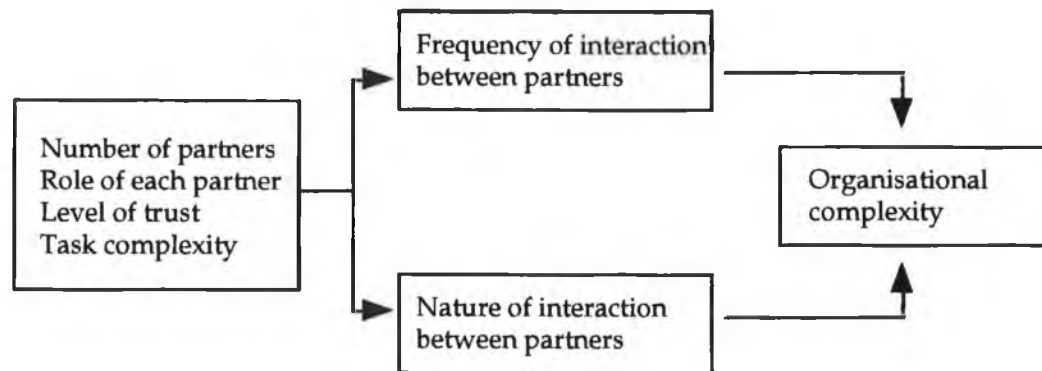 Frequency of interaction
between partners
Number of partners
Role of each partner
Level of trust
Task complexity
Organisational
complexity
Nature of interaction
between partners